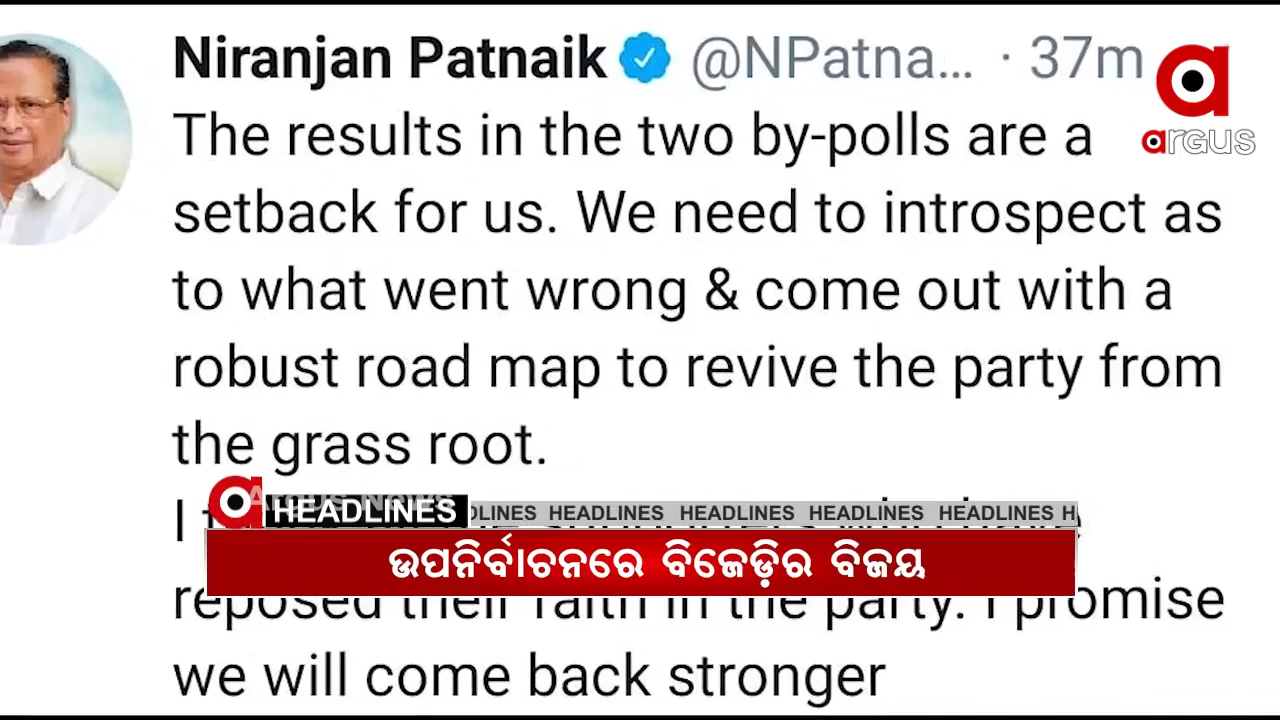 Niranjan Patnaik @NPatna... · 37m
argus
The results in the two by-polls are a
setback for us. We need to introspect as
to what went wrong & come out with a
robust road map to revive the party from
the grass root.
I
Argus News
HEADLINES
DLINES HEADLINES HEADLINES HEADLINES HEADLINES H
ଉପନିର୍ବାଚନରେ ବିଜେଡ଼ିର ବିଜୟ
reposed their faith in the party. I promise
we will come back stronger